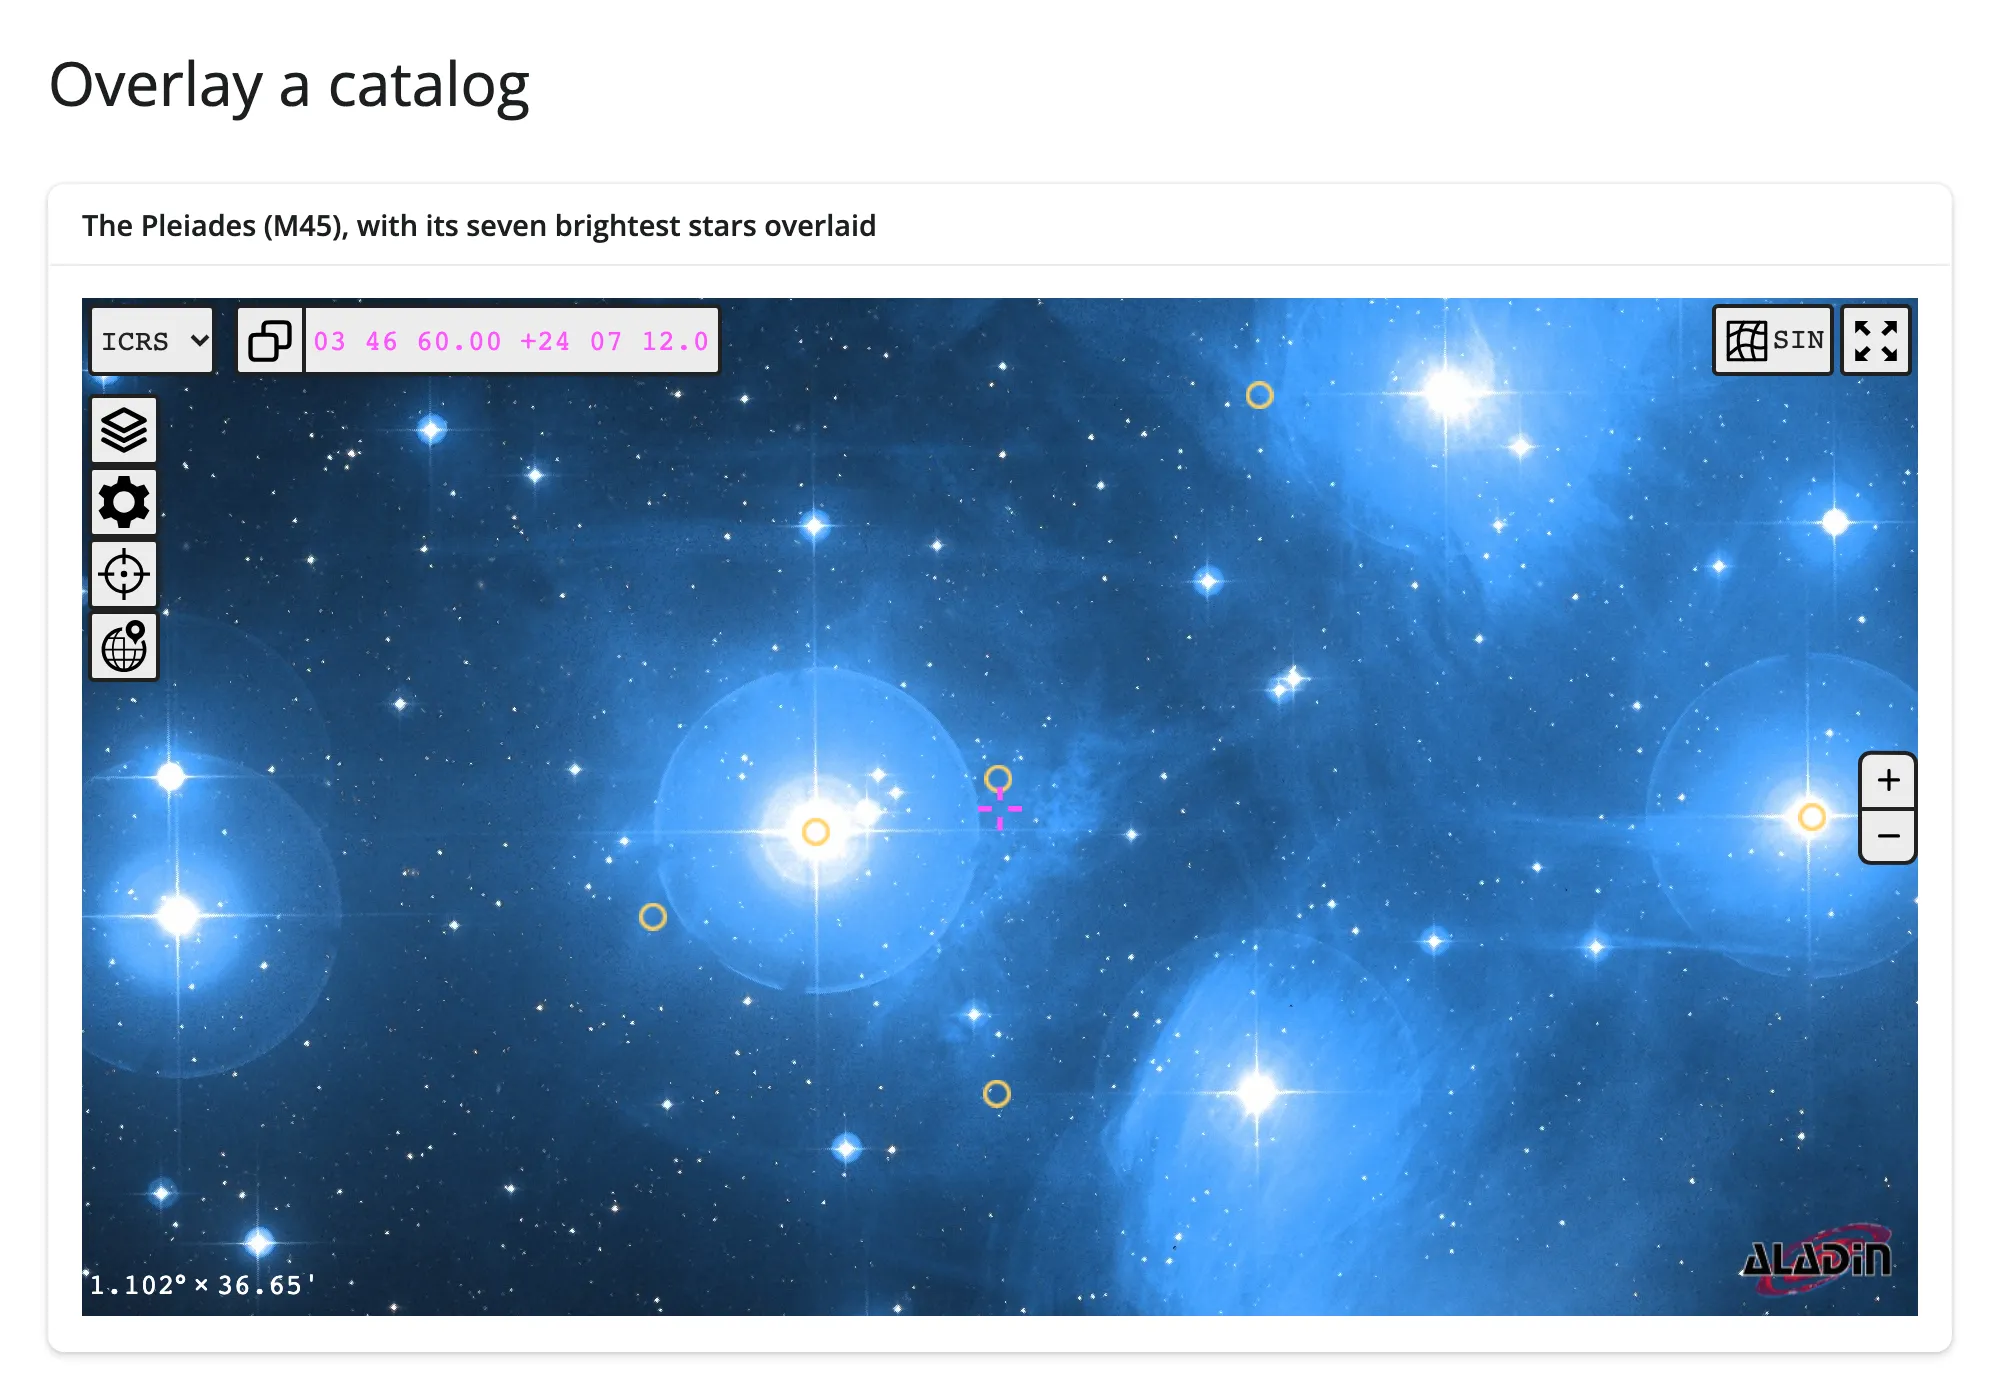 Overlay a catalog
The Pleiades (M45), with its seven brightest stars overlaid
ICRS
03 46 60.00 +24 07 12.0
SIN
+
−
1.102° × 36.65'
ALADiN